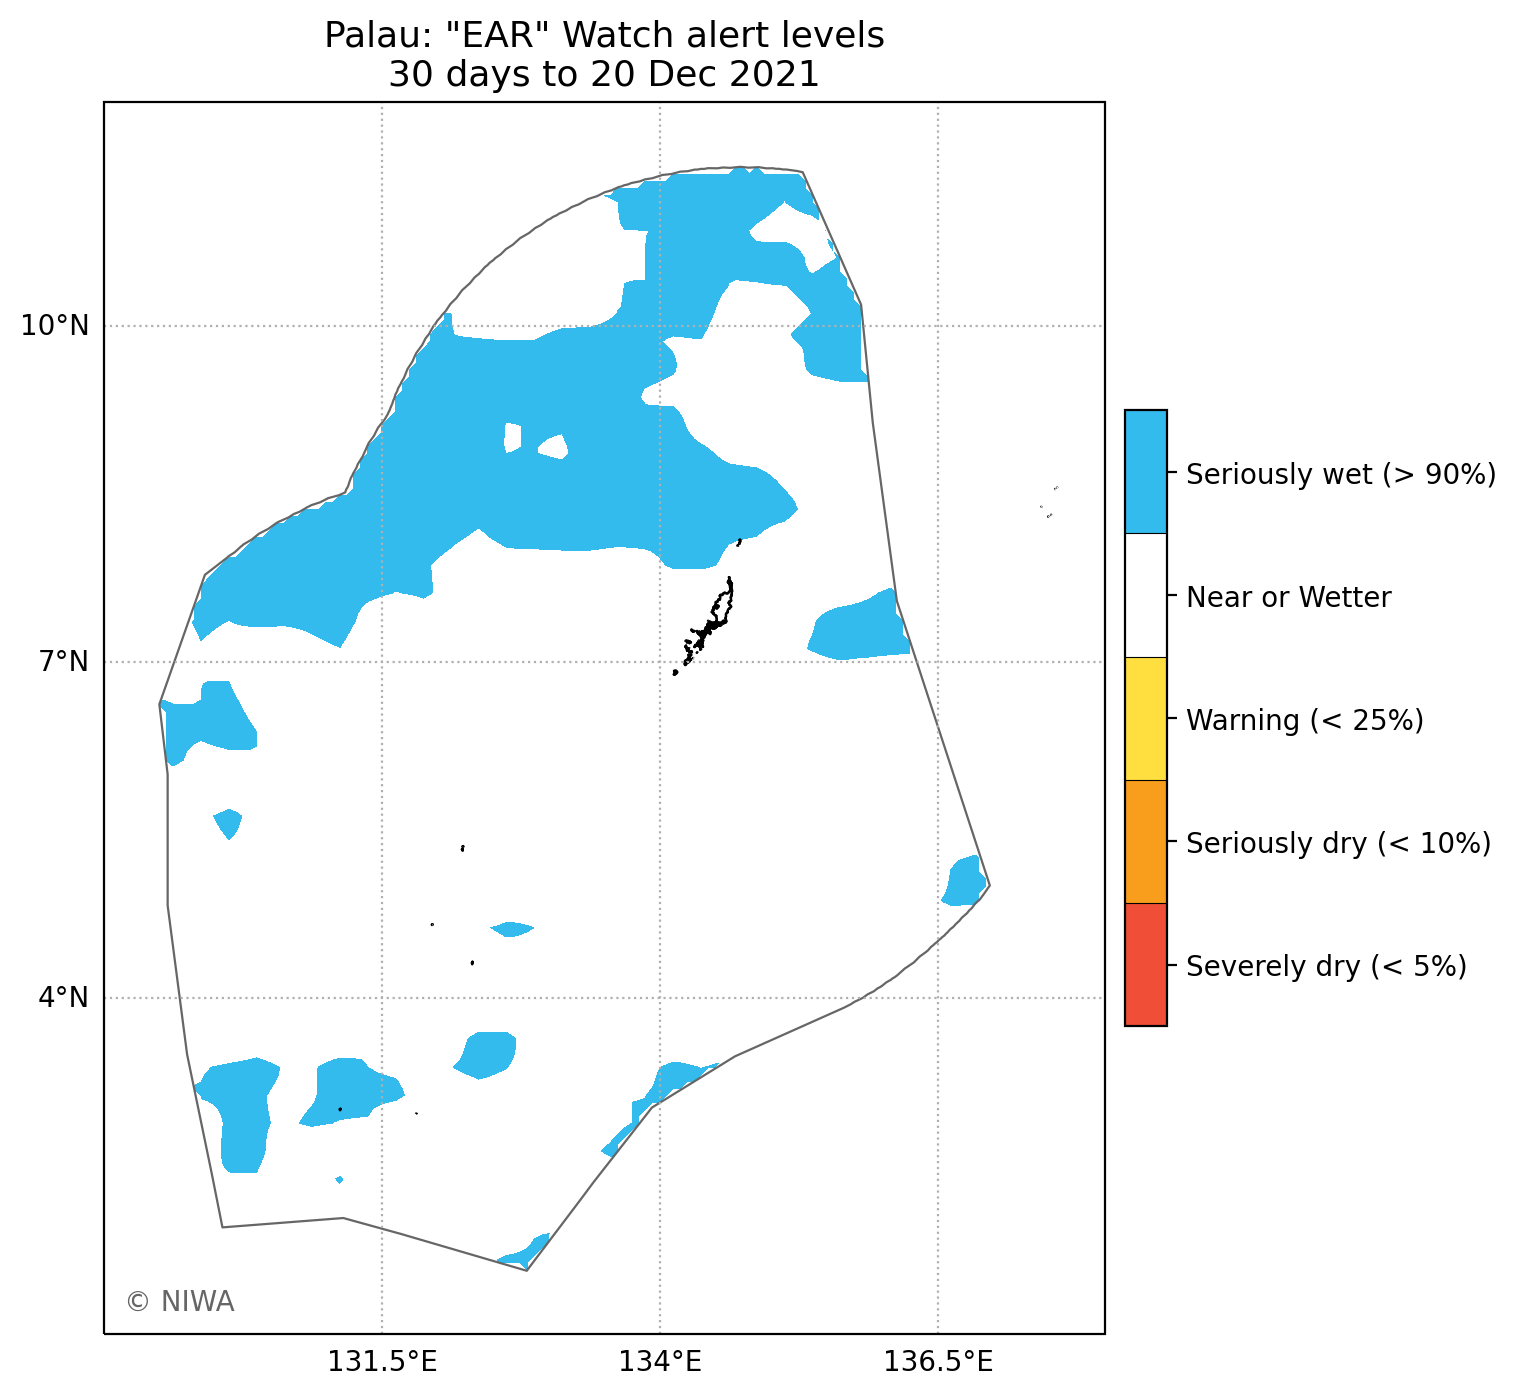 Palau: "EAR" Watch alert levels
30 days to 20 Dec 2021
10°N
7°N
4°N
131.5°E
134°E
136.5°E
Seriously wet (> 90%)
Near or Wetter
Warning (< 25%)
Seriously dry (< 10%)
Severely dry (< 5%)
© NIWA